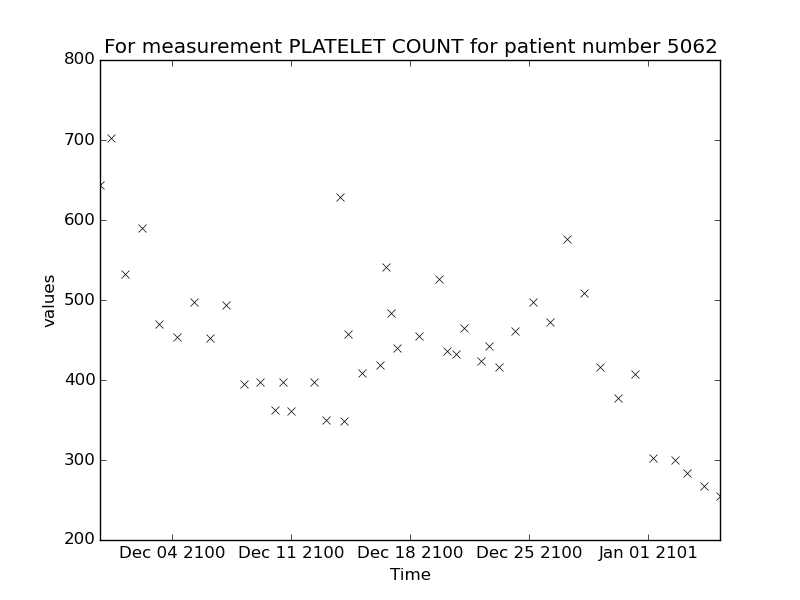 For measurement PLATELET COUNT for patient number 5062
800
700
600
500
400
300
200
values
Dec 04 2100 Dec 11 2100 Dec 18 2100 Dec 25 2100 Jan 01 2101
Time